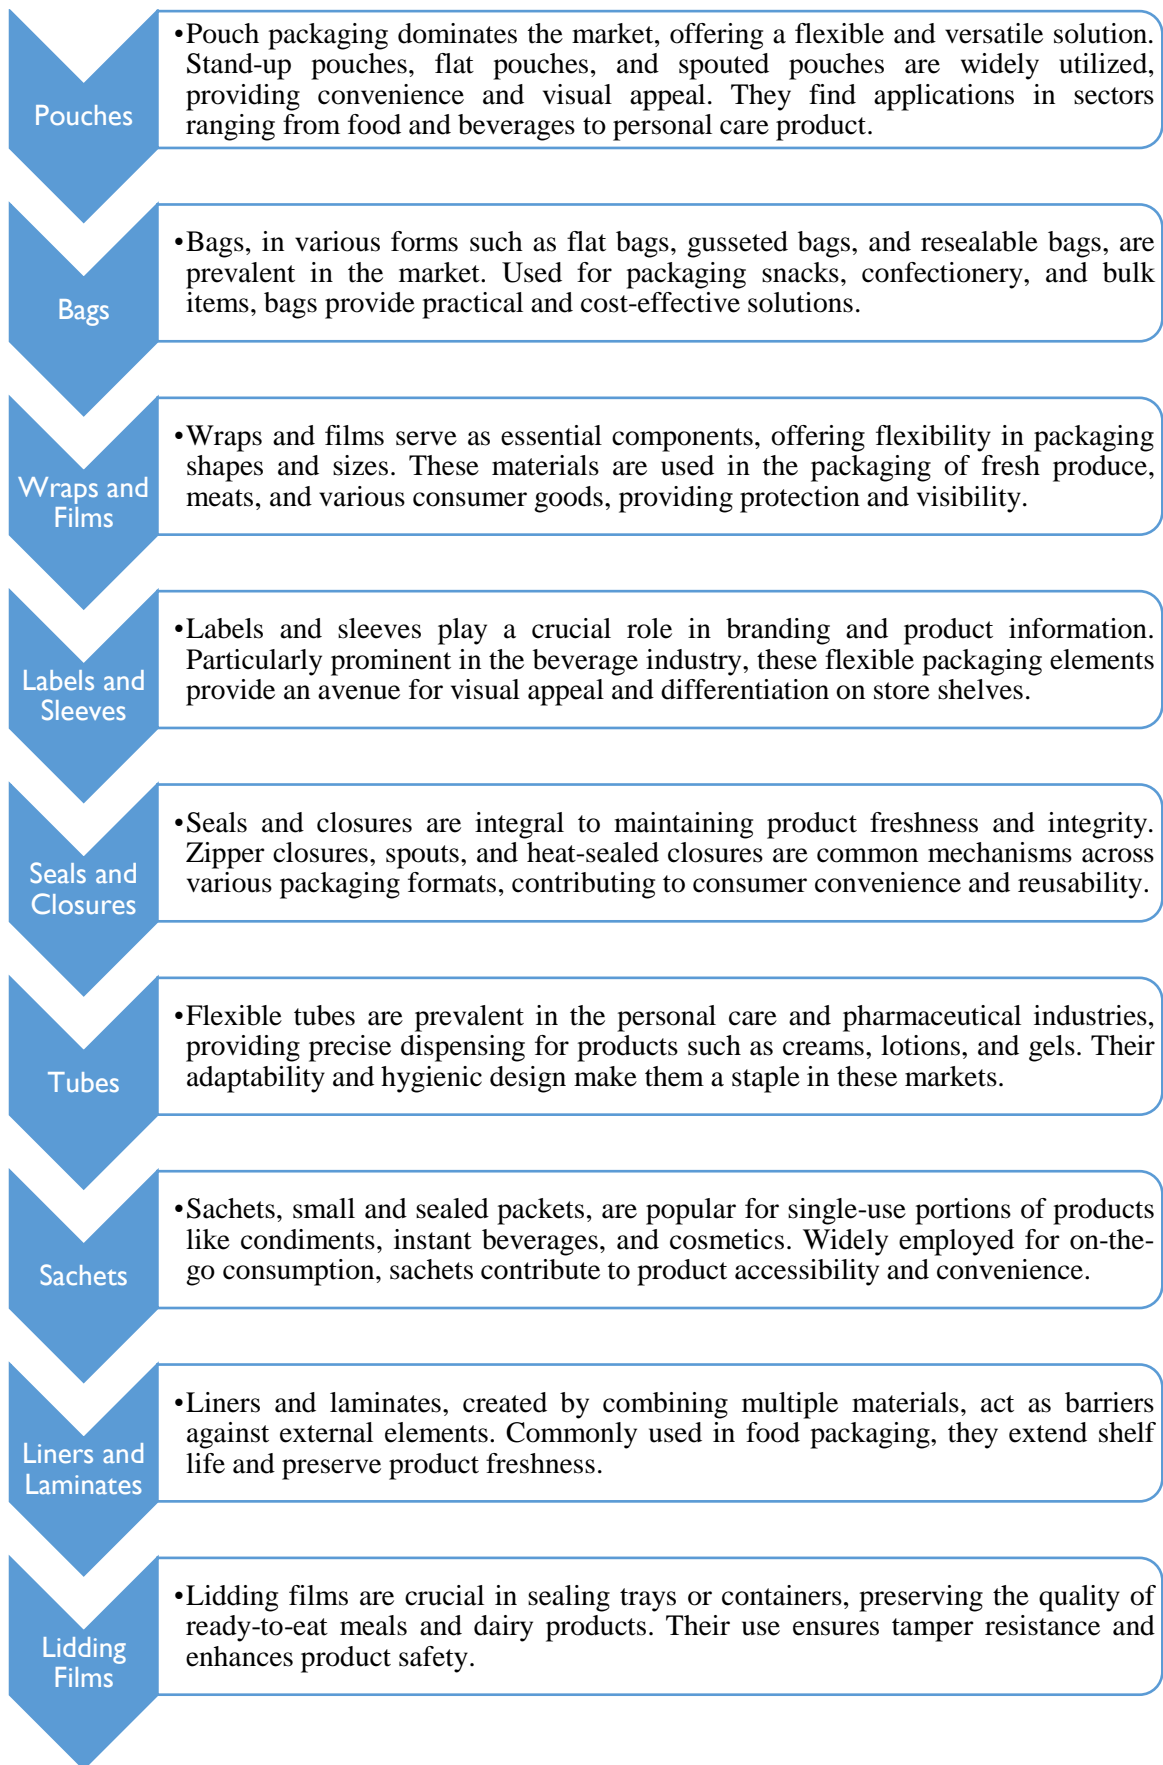 Pouches
•Pouch packaging dominates the market, offering a flexible and versatile solution.
Stand-up pouches, flat pouches, and spouted pouches are widely utilized,
providing convenience and visual appeal. They find applications in sectors
ranging from food and beverages to personal care product.
Bags
•Bags, in various forms such as flat bags, gusseted bags, and resealable bags, are
prevalent in the market. Used for packaging snacks, confectionery, and bulk
items, bags provide practical and cost-effective solutions.
Wraps and
Films
•Wraps and films serve as essential components, offering flexibility in packaging
shapes and sizes. These materials are used in the packaging of fresh produce,
meats, and various consumer goods, providing protection and visibility.
Labels and
Sleeves
•Labels and sleeves play a crucial role in branding and product information.
Particularly prominent in the beverage industry, these flexible packaging elements
provide an avenue for visual appeal and differentiation on store shelves.
Seals and
Closures
•Seals and closures are integral to maintaining product freshness and integrity.
Zipper closures, spouts, and heat-sealed closures are common mechanisms across
various packaging formats, contributing to consumer convenience and reusability.
Tubes
•Flexible tubes are prevalent in the personal care and pharmaceutical industries,
providing precise dispensing for products such as creams, lotions, and gels. Their
adaptability and hygienic design make them a staple in these markets.
Sachets
•Sachets, small and sealed packets, are popular for single-use portions of products
like condiments, instant beverages, and cosmetics. Widely employed for on-the-
go consumption, sachets contribute to product accessibility and convenience.
Liners and
Laminates
•Liners and laminates, created by combining multiple materials, act as barriers
against external elements. Commonly used in food packaging, they extend shelf
life and preserve product freshness.
Lidding
Films
•Lidding films are crucial in sealing trays or containers, preserving the quality of
ready-to-eat meals and dairy products. Their use ensures tamper resistance and
enhances product safety.